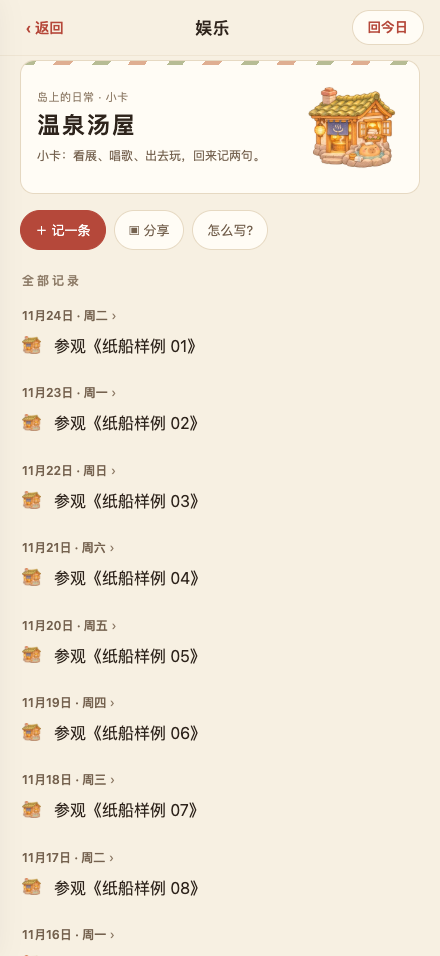 ‹ 返回
娱乐
回今日
岛上的日常 · 小卡
温泉汤屋
小卡：看展、唱歌、出去玩，回来记两句。
+ 记一条
▣ 分享
怎么写?
全部记录
11月24日 · 周二 ›
参观《纸船样例 01》
11月23日 · 周一 ›
参观《纸船样例 02》
11月22日 · 周日 ›
参观《纸船样例 03》
11月21日 · 周六 ›
参观《纸船样例 04》
11月20日 · 周五 ›
参观《纸船样例 05》
11月19日 · 周四 ›
参观《纸船样例 06》
11月18日 · 周三 ›
参观《纸船样例 07》
11月17日 · 周二 ›
参观《纸船样例 08》
11月16日 · 周一 ›